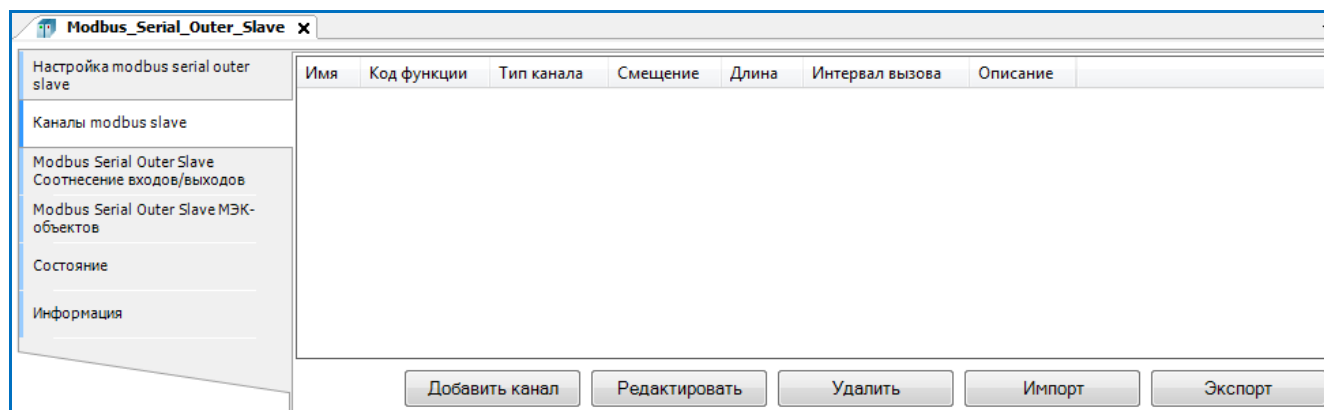 Modbus_Serial_Outer_Slave x
Настройка modbus serial outer
slave
Каналы modbus slave
Modbus Serial Outer Slave
Соотнесение входов/выходов
Modbus Serial Outer Slave МЭК-
объектов
Состояние
Информация
Имя Код функции Тип канала Смещение Длина Интервал вызова Описание
Добавить канал Редактировать Удалить Импорт Экспорт